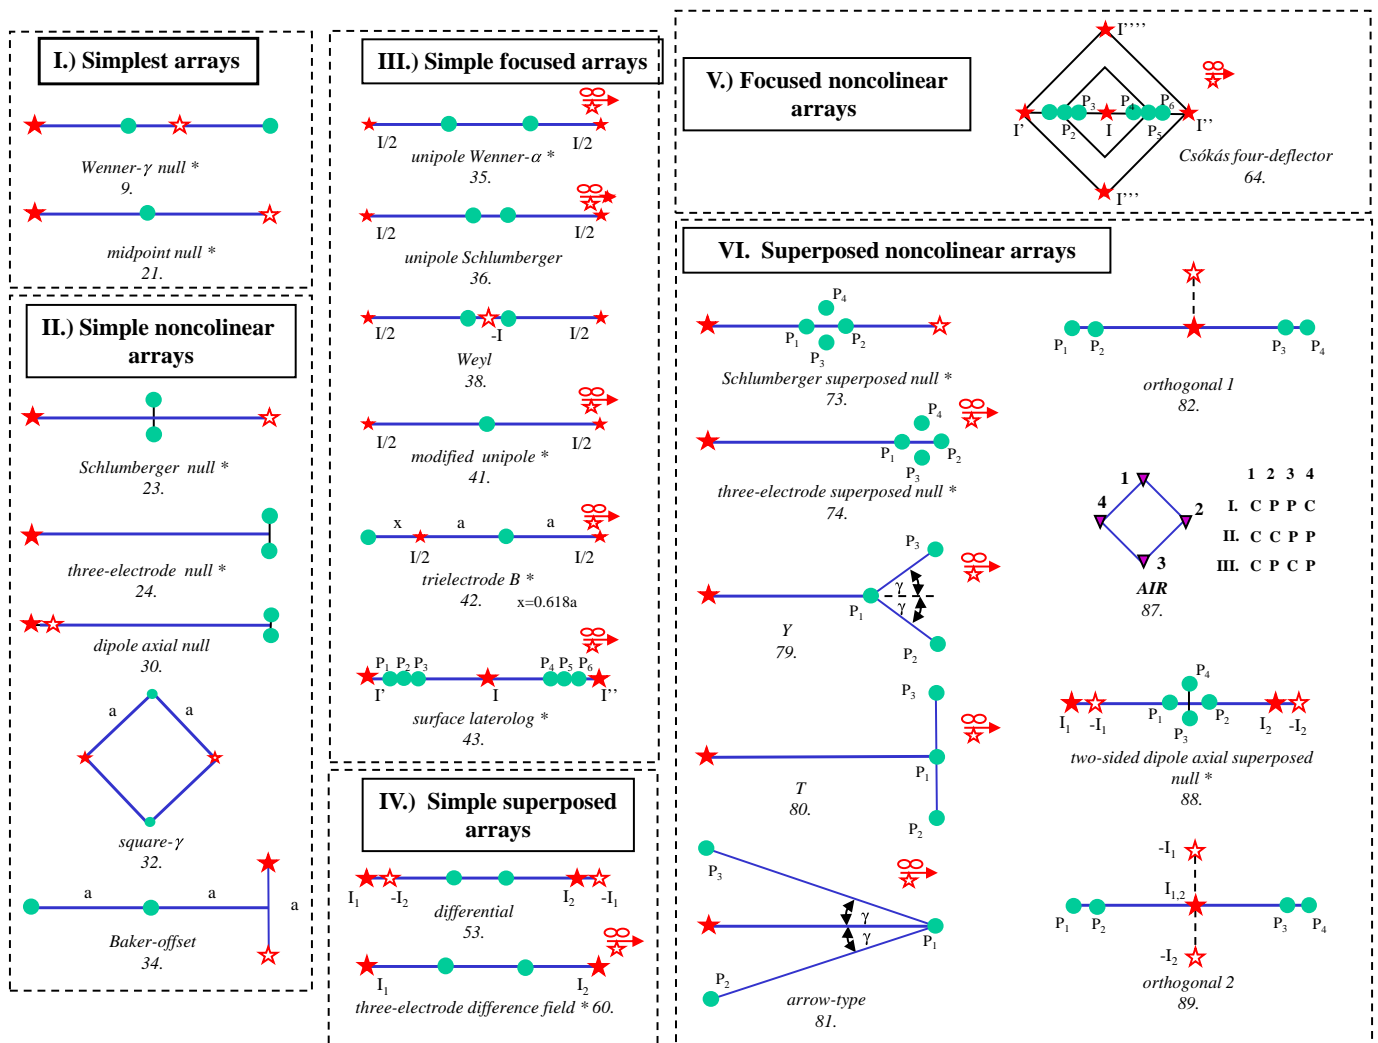 I.) Simplest arrays
Wenner-γ null *
9.
midpoint null *
21.
II.) Simple noncolinear
arrays
Schlumberger null *
23.
three-electrode null *
24.
dipole axial null
30.
a a
square-γ
32.
a a a
Baker-offset
34.
III.) Simple focused arrays
I/2 I/2
unipole Wenner-α *
35.
I/2 I/2
unipole Schlumberger
36.
I/2 -I I/2
Weyl
38.
I/2 I/2
modified unipole *
41.
x a a
I/2 I/2
trielectrode B *
42. x=0.618a
P1 P2 P3 P4 P5 P6
I' I I''
surface laterolog *
43.
IV.) Simple superposed
arrays
I1 -I2 I2 -I1
differential
53.
I1 I2
three-electrode difference field * 60.
V.) Focused noncolinear
arrays
I''''
P3 P4 P6
I' P2 I P5 I''
I'''
Csókás four-deflector
64.
VI. Superposed noncolinear arrays
P4
P1 P2
P3
Schlumberger superposed null *
73.
P4
P1 P2
P3
three-electrode superposed null *
74.
P3
γ
P1 γ
P2
Y
79.
P3
P1
P2
T
80.
P3
γ
γ P1
P2
arrow-type
81.
P1 P2 P3 P4
orthogonal 1
82.
1
4 2
3
AIR
87.
1 2 3 4
I. C P P C
II. C C P P
III. C P C P
P4
I1 -I1 P1 P2 I2 -I2
P3
two-sided dipole axial superposed
null *
88.
-I1
I1,2
P1 P2 P3 P4
-I2
orthogonal 2
89.